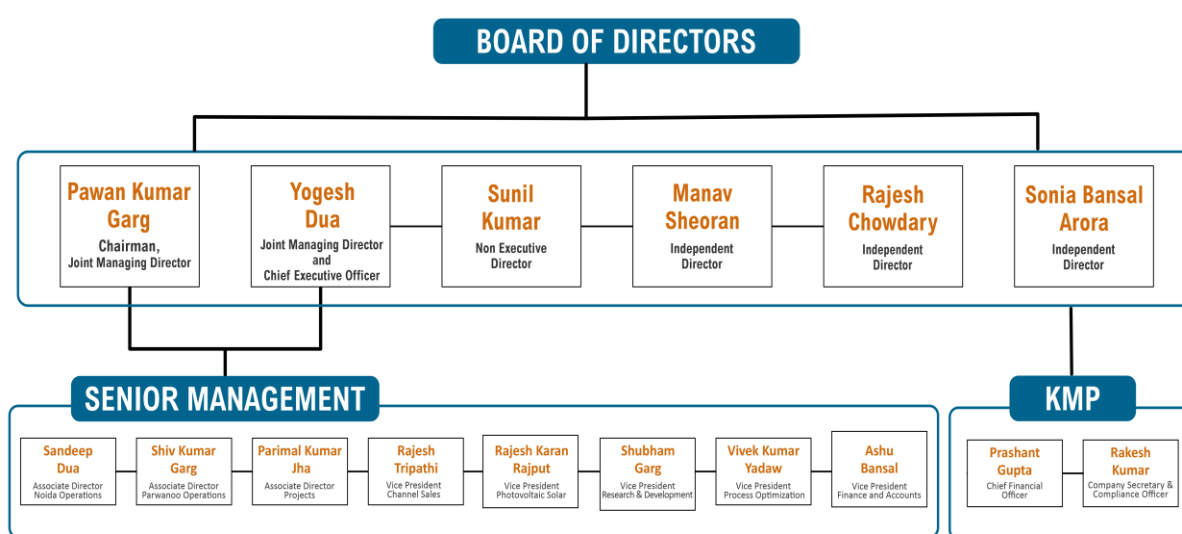 BOARD OF DIRECTORS
Pawan Kumar
Garg
Chairman,
Joint Managing Director
Yogesh
Dua
Joint Managing Director
and
Chief Executive Officer
Sunil
Kumar
Non Executive
Director
Manav
Sheoran
Independent
Director
Rajesh
Chowdary
Independent
Director
Sonia Bansal
Arora
Independent
Director
SENIOR MANAGEMENT
Sandeep
Dua
Associate Director
Noida Operations
Shiv Kumar
Garg
Associate Director
Parwanoo Operations
Parimal Kumar
Jha
Associate Director
Projects
Rajesh
Tripathi
Vice President
Channel Sales
Rajesh Karan
Rajput
Vice President
Photovoltaic Solar
Shubham
Garg
Vice President
Research & Development
Vivek Kumar
Yadaw
Vice President
Process Optimization
Ashu
Bansal
Vice President
Finance and Accounts
KMP
Prashant
Gupta
Chief Financial
Officer
Rakesh
Kumar
Company Secretary &
Compliance Officer